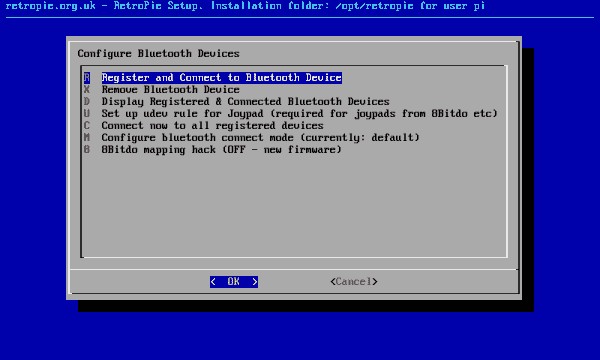 retropie.org.uk - RetroPie Setup. Installation folder: /opt/retropie for user pi
Configure Bluetooth Devices
R Register and Connect to Bluetooth Device
X Remove Bluetooth Device
D Display Registered & Connected Bluetooth Devices
U Set up udev rule for Joypad (required for joypads from 8Bitdo etc)
C Connect now to all registered devices
M Configure bluetooth connect mode (currently: default)
8 8Bitdo mapping hack (OFF - new firmware)
< OK > <Cancel>